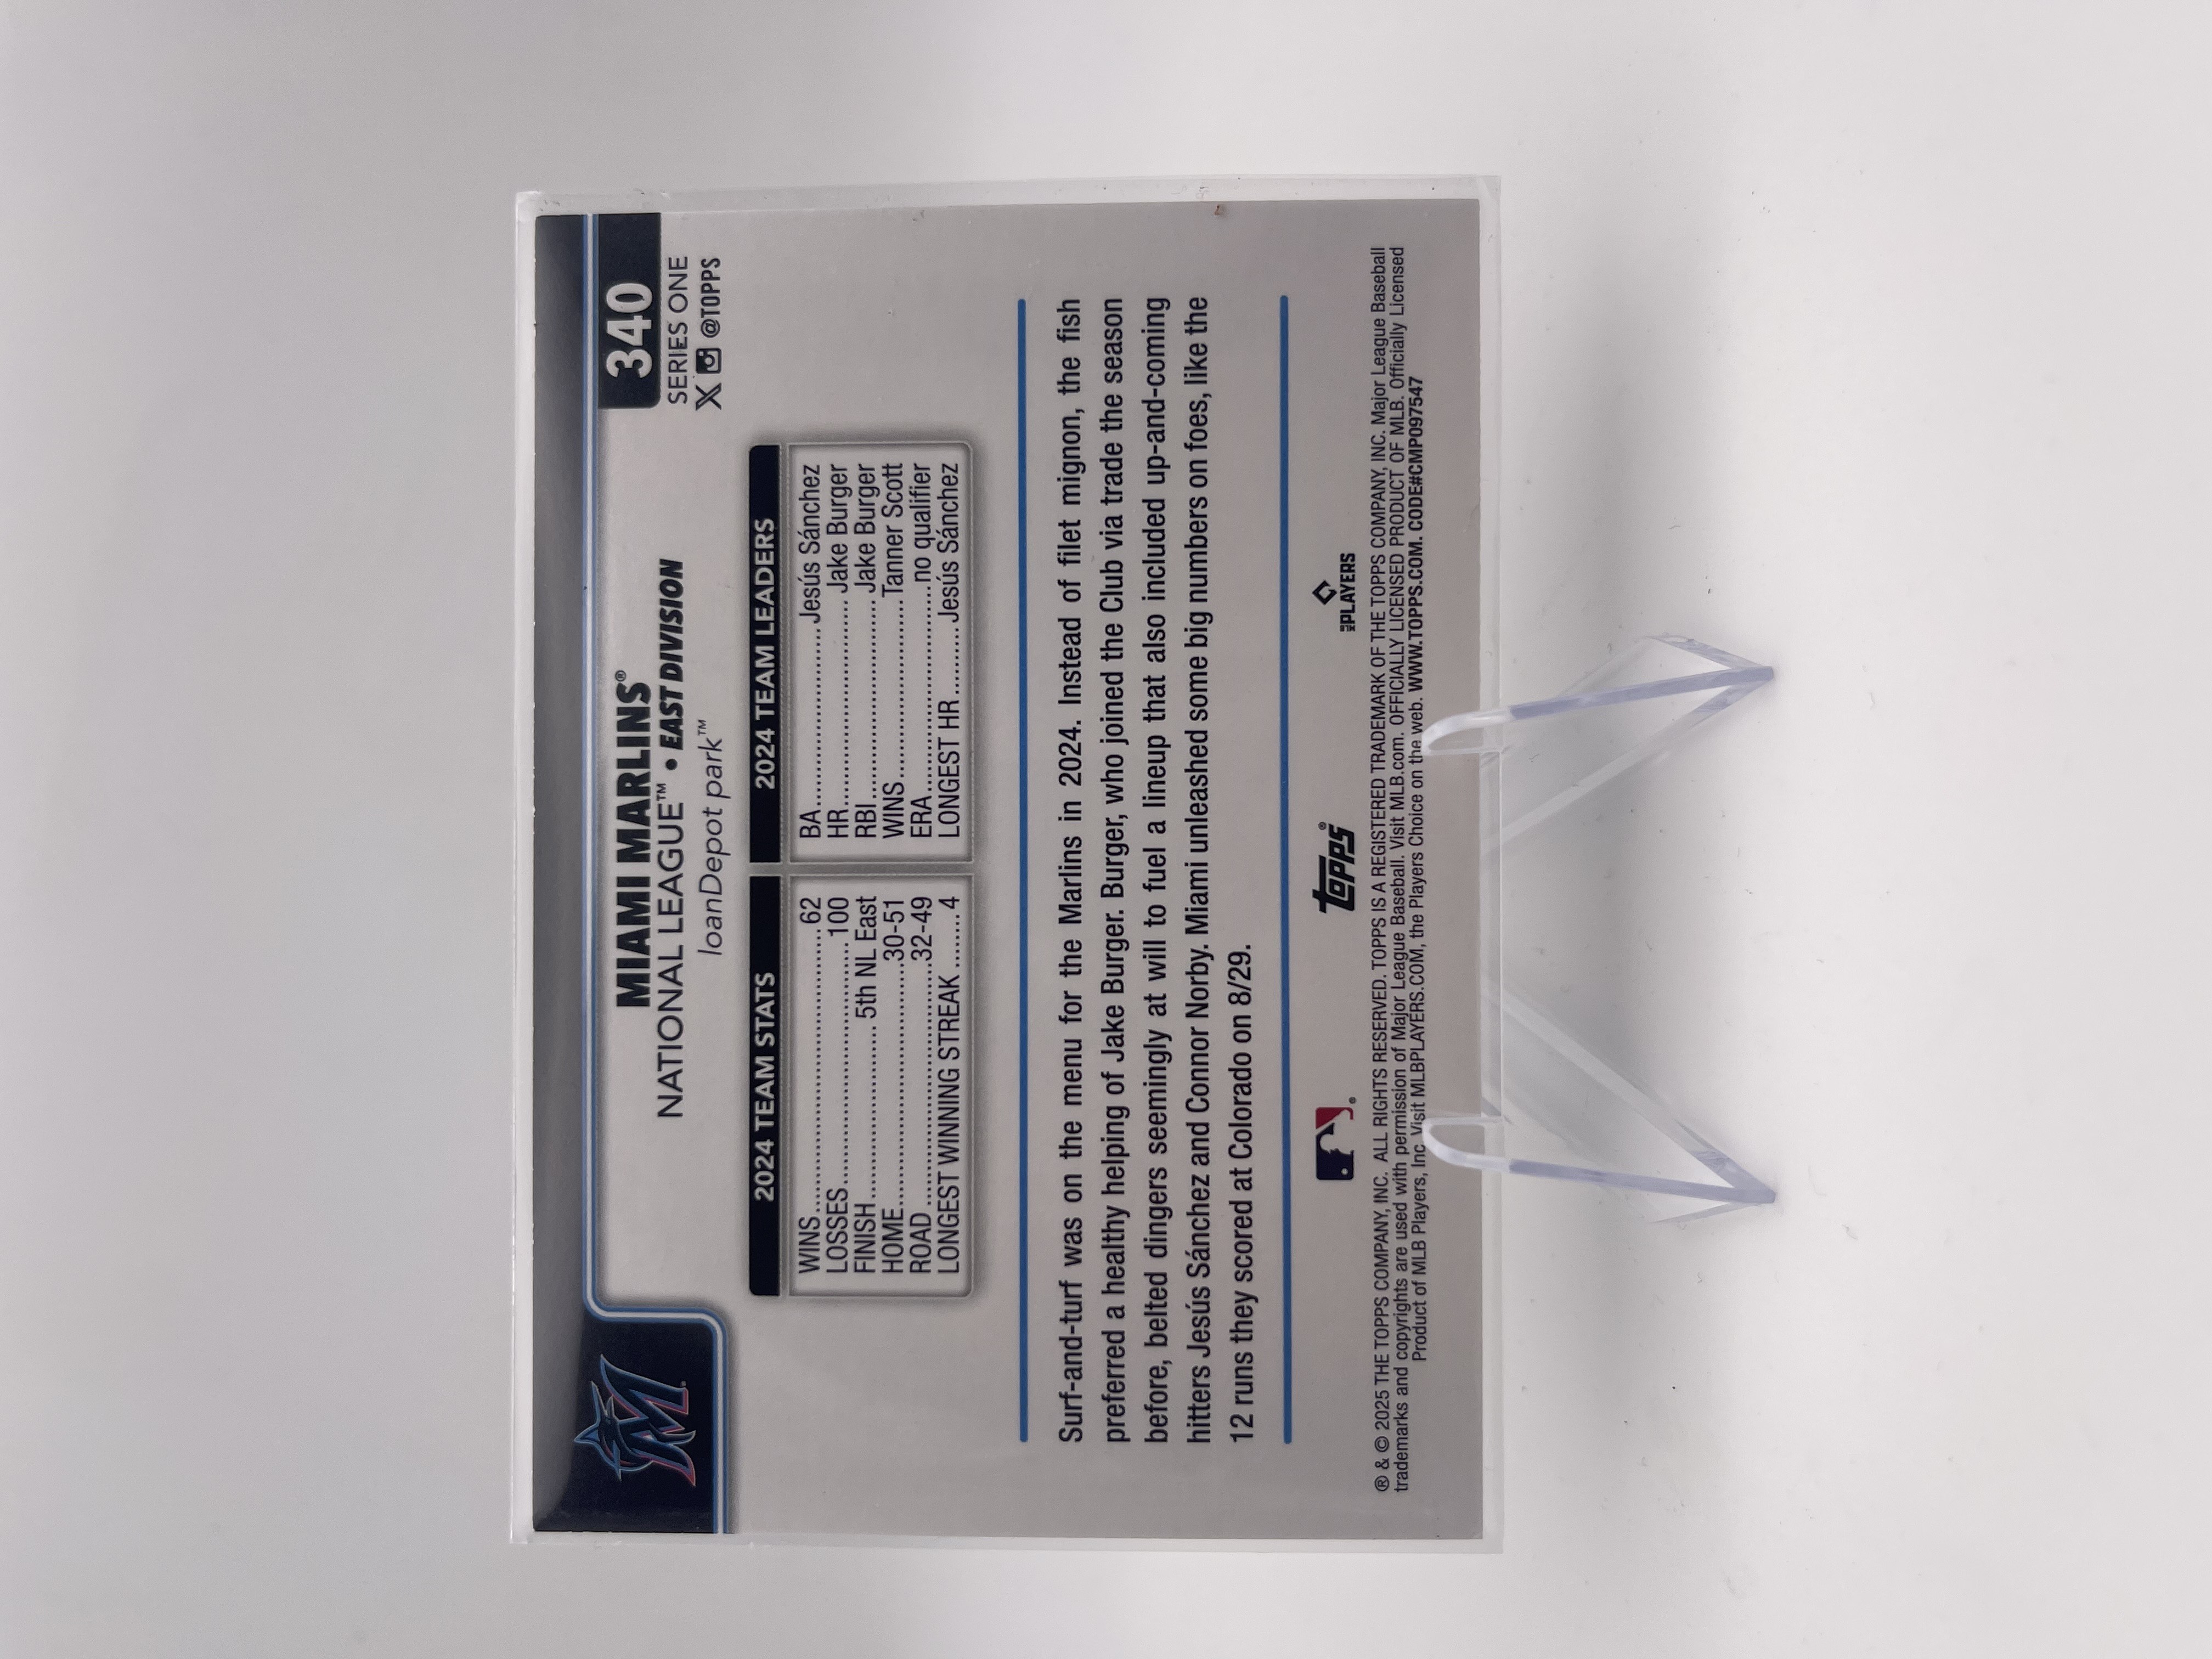 MIAMI MARLINS®
NATIONAL LEAGUE™ • EAST DIVISION
loanDepot park™
340
SERIES ONE
X @TOPPS
M
2024 TEAM STATS
WINS.......................................62
LOSSES..................................100
FINISH........................5th NL East
HOME..................................30-51
ROAD..................................32-49
LONGEST WINNING STREAK........4
2024 TEAM LEADERS
BA.........................Jesús Sánchez
HR.............................Jake Burger
RBI............................Jake Burger
WINS.........................Tanner Scott
ERA.............................no qualifier
LONGEST HR..........Jesús Sánchez
Surf-and-turf was on the menu for the Marlins in 2024. Instead of filet mignon, the fish
preferred a healthy helping of Jake Burger. Burger, who joined the Club via trade the season
before, belted dingers seemingly at will to fuel a lineup that also included up-and-coming
hitters Jesús Sánchez and Connor Norby. Miami unleashed some big numbers on foes, like the
12 runs they scored at Colorado on 8/29.
topps®
MLB PLAYERS
® & © 2025 THE TOPPS COMPANY, INC. ALL RIGHTS RESERVED. TOPPS IS A REGISTERED TRADEMARK OF THE TOPPS COMPANY, INC. Major League Baseball
trademarks and copyrights are used with permission of Major League Baseball. Visit MLB.com. OFFICIALLY LICENSED PRODUCT OF MLB. Officially Licensed
Product of MLB Players, Inc. Visit MLBPLAYERS.COM, the Players Choice on the web. WWW.TOPPS.COM. CODE#CMP097547